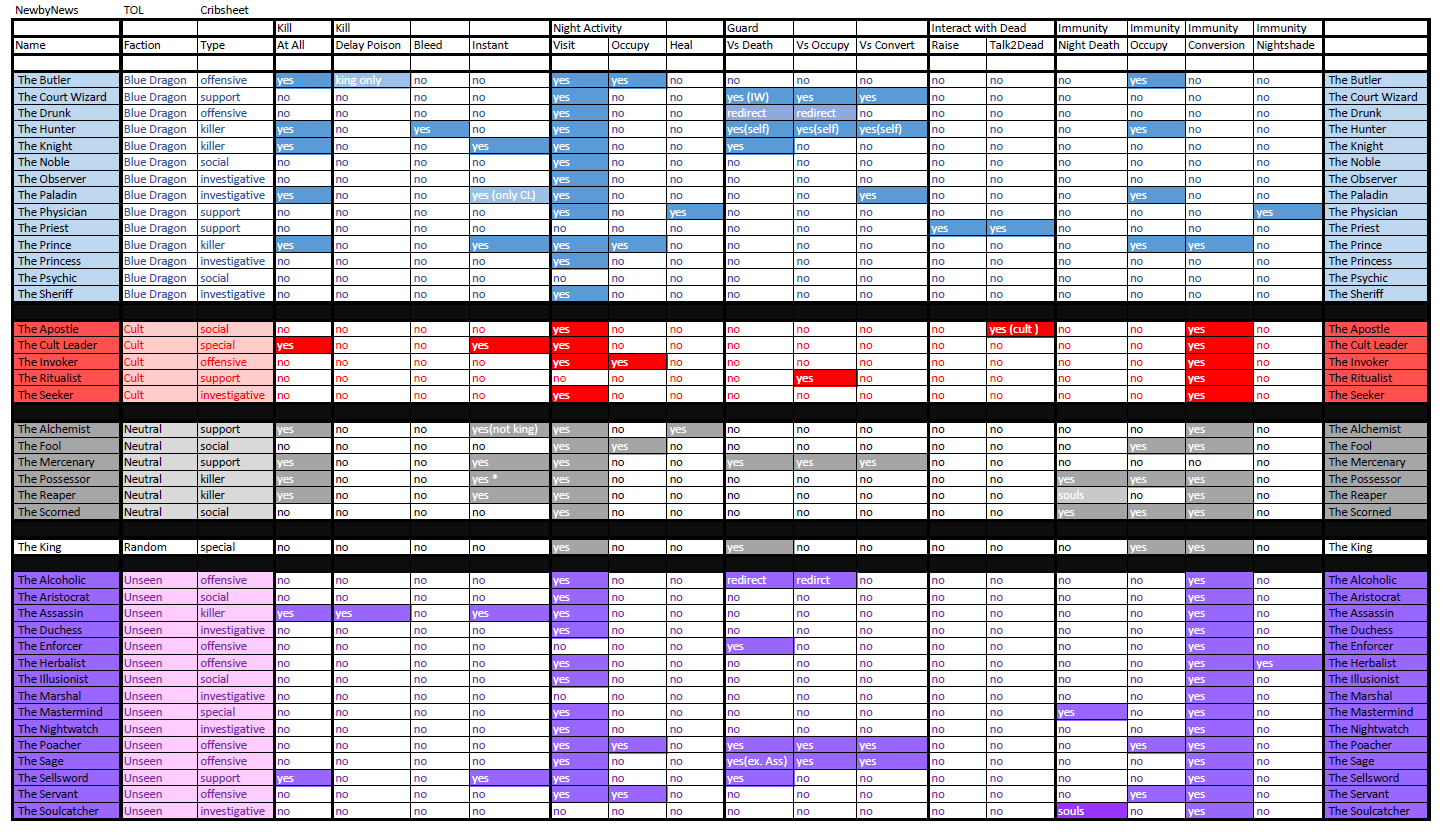 NewbyNews TOL Cribsheet
Kill Kill Night Activity Guard Interact with Dead Immunity Immunity Immunity Immunity
Name Faction Type At All Delay Poison Bleed Instant Visit Occupy Heal Vs Death Vs Occupy Vs Convert Raise Talk2Dead Night Death Occupy Conversion Nightshade
The Butler Blue Dragon offensive yes king only no no yes yes no no no no no no no yes no no The Butler
The Court Wizard Blue Dragon support no no no no yes no no yes (IW) yes yes no no no no no no The Court Wizard
The Drunk Blue Dragon offensive no no no no yes no no redirect redirect no no no no no no no The Drunk
The Hunter Blue Dragon killer yes no yes no yes no no yes(self) yes(self) yes(self) no no no yes no no The Hunter
The Knight Blue Dragon killer yes no no yes yes no no yes no no no no no no no no The Knight
The Noble Blue Dragon social no no no no yes no no no no no no no no no no no The Noble
The Observer Blue Dragon investigative no no no no yes no no no no no no no no no no no The Observer
The Paladin Blue Dragon investigative yes no no yes (only CL) yes no no no no yes no no no yes no no The Paladin
The Physician Blue Dragon support no no no no yes no yes no no no no no no no no yes The Physician
The Priest Blue Dragon support no no no no no no no no no no yes yes no no no no The Priest
The Prince Blue Dragon killer yes no no yes yes yes no no no no no no no yes yes no The Prince
The Princess Blue Dragon investigative no no no no yes no no no no no no no no no no no The Princess
The Psychic Blue Dragon social no no no no no no no no no no no no no no no no The Psychic
The Sheriff Blue Dragon investigative no no no no yes no no no no no no no no no no no The Sheriff
The Apostle Cult social no no no no yes no no no no no no yes (cult ) no no yes no The Apostle
The Cult Leader Cult special yes no no yes yes no no no no no no no no no yes no The Cult Leader
The Invoker Cult offensive no no no no yes yes no no no no no no no no yes no The Invoker
The Ritualist Cult support no no no no no no no no yes no no no no no yes no The Ritualist
The Seeker Cult investigative no no no no yes no no no no no no no no no yes no The Seeker
The Alchemist Neutral support yes no no yes(not king) yes no yes no no no no no no no yes no The Alchemist
The Fool Neutral social no no no no yes yes no no no no no no no yes yes no The Fool
The Mercenary Neutral support yes no no yes yes no no yes yes yes no no no no no no The Mercenary
The Possessor Neutral killer yes no no yes * yes no no no no no no no yes yes yes no The Possessor
The Reaper Neutral killer yes no no yes yes no no no no no no no souls no yes no The Reaper
The Scorned Neutral social no no no no yes no no no no no no no yes yes yes no The Scorned
The King Random special no no no no yes no no yes no no no no no yes yes no The King
The Alcoholic Unseen offensive no no no no yes no no redirect redirct no no no no no yes no The Alcoholic
The Aristocrat Unseen social no no no no yes no no no no no no no no no yes no The Aristocrat
The Assassin Unseen killer yes yes no yes yes no no no no no no no no no yes no The Assassin
The Duchess Unseen investigative no no no no yes no no no no no no no no no yes no The Duchess
The Enforcer Unseen offensive no no no no no no no yes no no no no no no yes no The Enforcer
The Herbalist Unseen offensive no no no no yes no no no no no no no no no yes yes The Herbalist
The Illusionist Unseen social no no no no yes no no no no no no no no no yes no The Illusionist
The Marshal Unseen investigative no no no no no no no no no no no no no no yes no The Marshal
The Mastermind Unseen special no no no no yes no no no no no no no yes no yes no The Mastermind
The Nightwatch Unseen investigative no no no no yes no no no no no no no no no yes no The Nightwatch
The Poacher Unseen offensive no no no no yes yes no yes yes yes no no no yes yes no The Poacher
The Sage Unseen offensive no no no no yes no no yes(ex. Ass) yes yes no no no no yes no The Sage
The Sellsword Unseen support yes no no yes yes no no yes no no no no no no yes no The Sellsword
The Servant Unseen offensive no no no no yes yes no no no no no no no yes yes no The Servant
The Soulcatcher Unseen investigative no no no no yes no no no no no no no souls no yes no The Soulcatcher